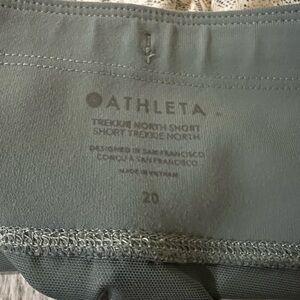 ATHLETA
TREKKIE NORTH SHORT
SHORT TREKKIE NORTH
DESIGNED IN SAN FRANCISCO
CONÇU À SAN FRANCISCO
MADE IN VIETNAM
20